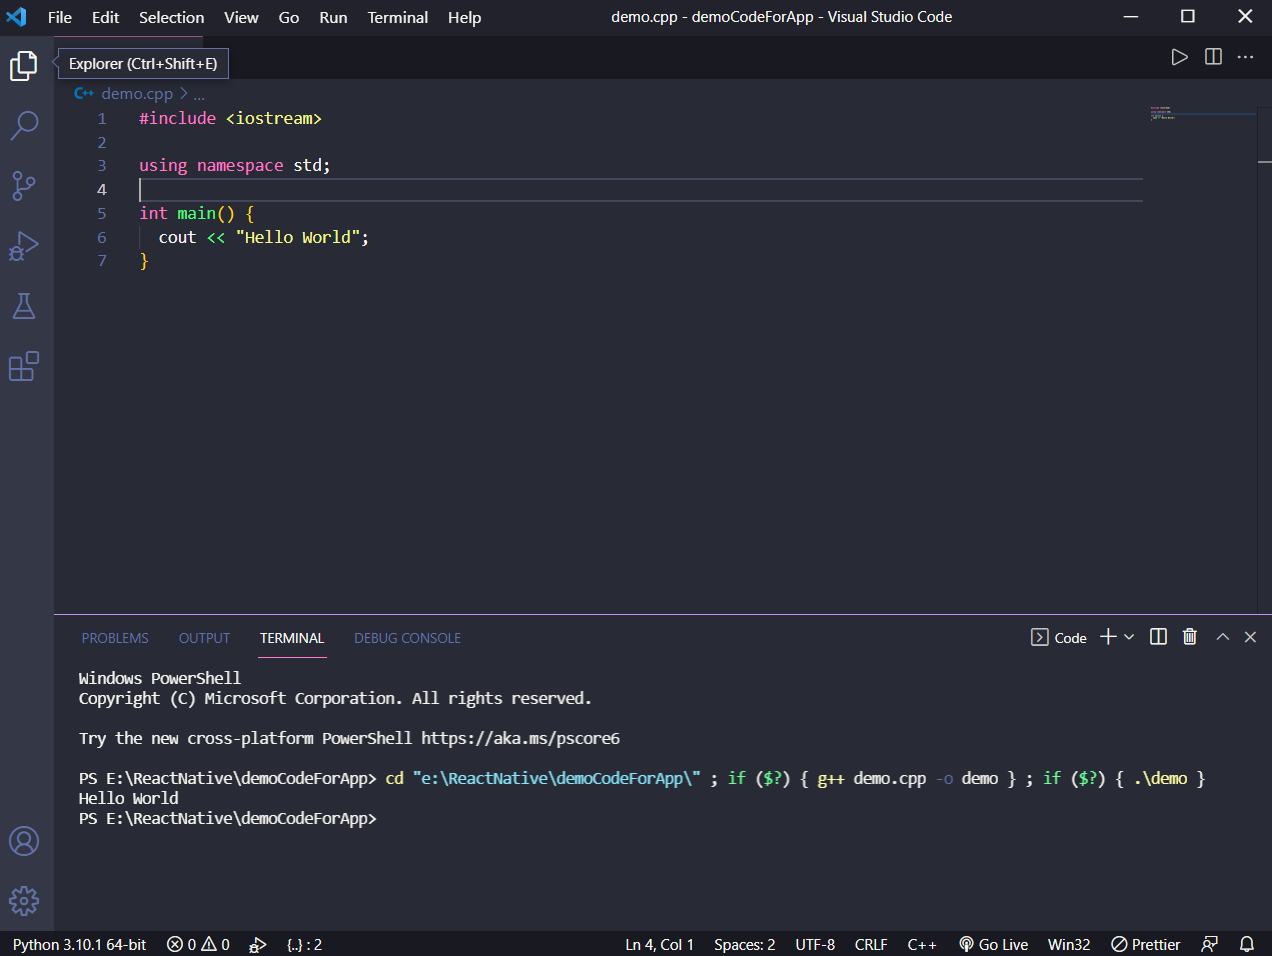 File Edit Selection View Go Run Terminal Help demo.cpp - demoCodeForApp - Visual Studio Code
Explorer (Ctrl+Shift+E)
C++ demo.cpp > ...
1 #include <iostream>
2
3 using namespace std;
4
5 int main() {
6 cout << "Hello World";
7 }
PROBLEMS OUTPUT TERMINAL DEBUG CONSOLE Code
Windows PowerShell
Copyright (C) Microsoft Corporation. All rights reserved.
Try the new cross-platform PowerShell https://aka.ms/pscore6
PS E:\ReactNative\demoCodeForApp> cd "e:\ReactNative\demoCodeForApp\" ; if ($?) { g++ demo.cpp -o demo } ; if ($?) { .\demo }
Hello World
PS E:\ReactNative\demoCodeForApp>
Python 3.10.1 64-bit 0 0 {..} : 2 Ln 4, Col 1 Spaces: 2 UTF-8 CRLF C++ Go Live Win32 Prettier